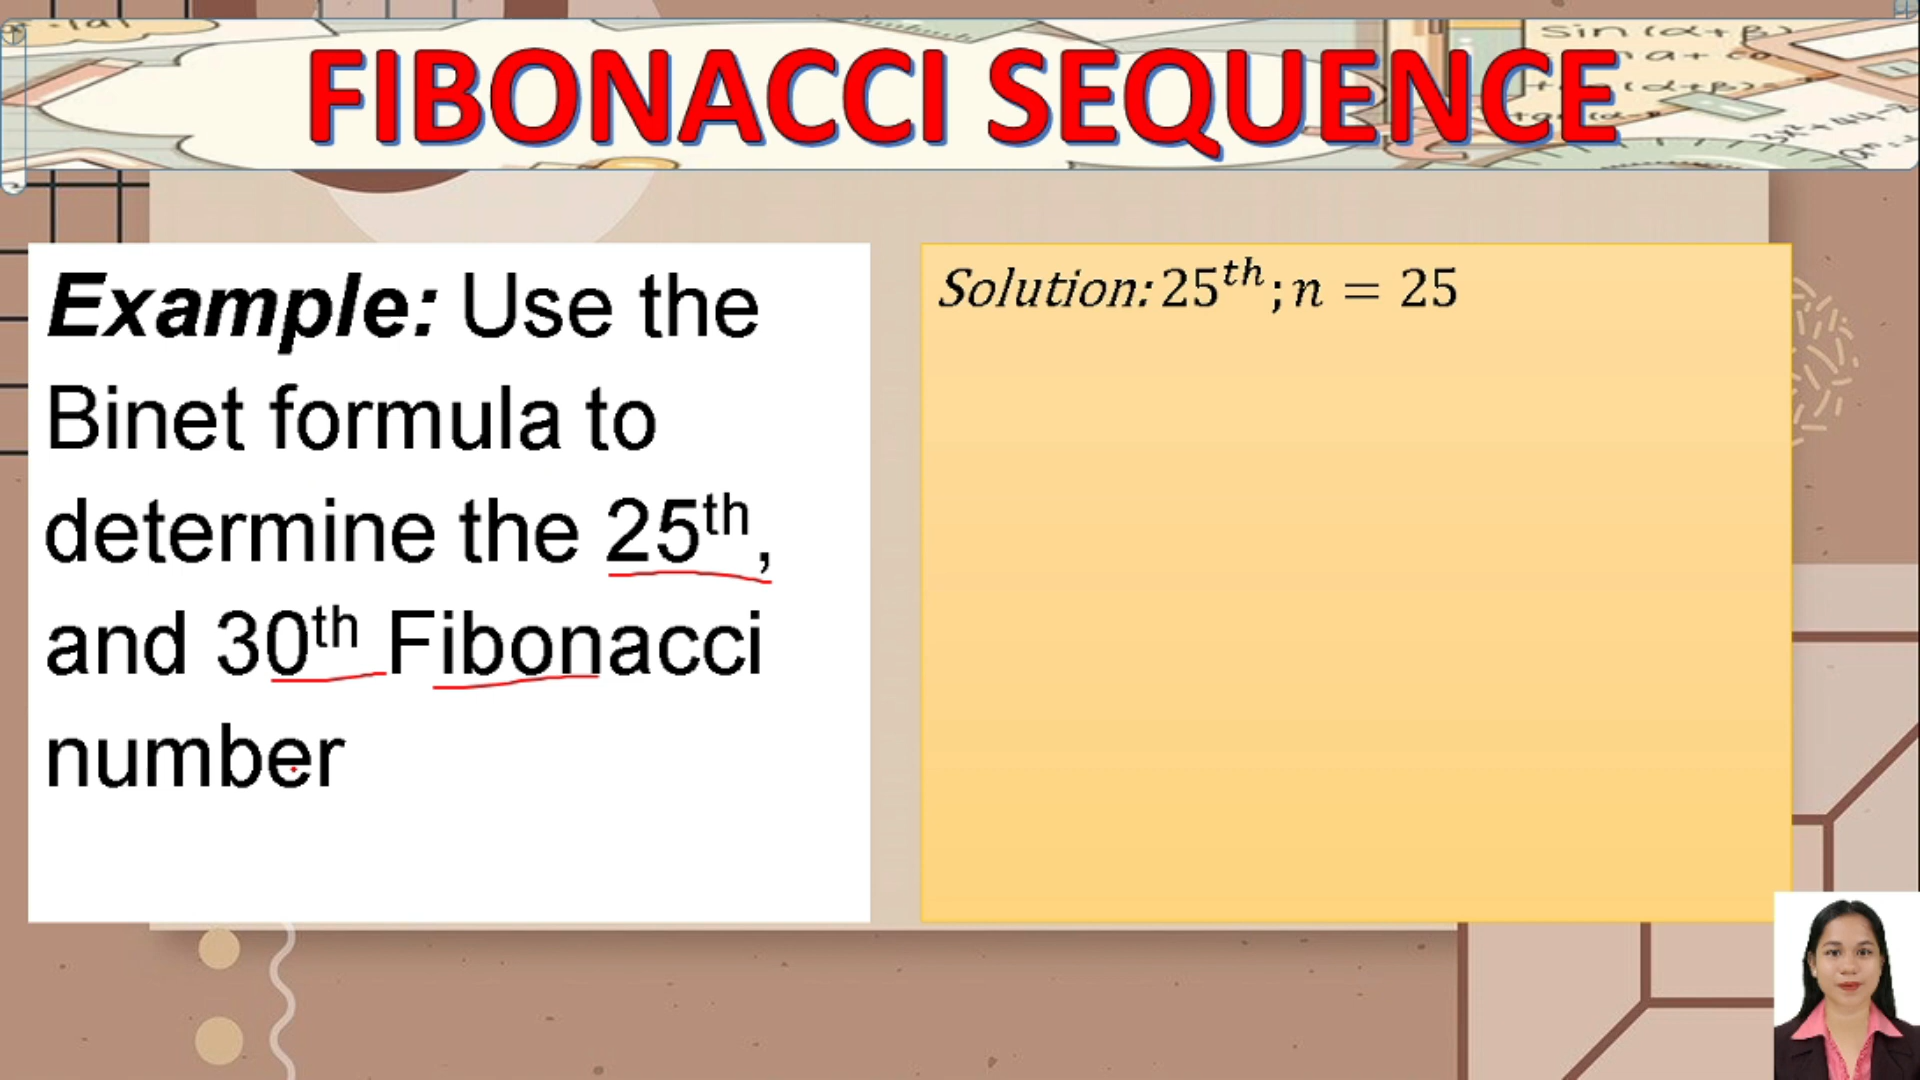 FIBONACCI SEQUENCE
Example: Use the
Binet formula to
determine the 25th,
and 30th Fibonacci
number
Solution: 25th; n = 25